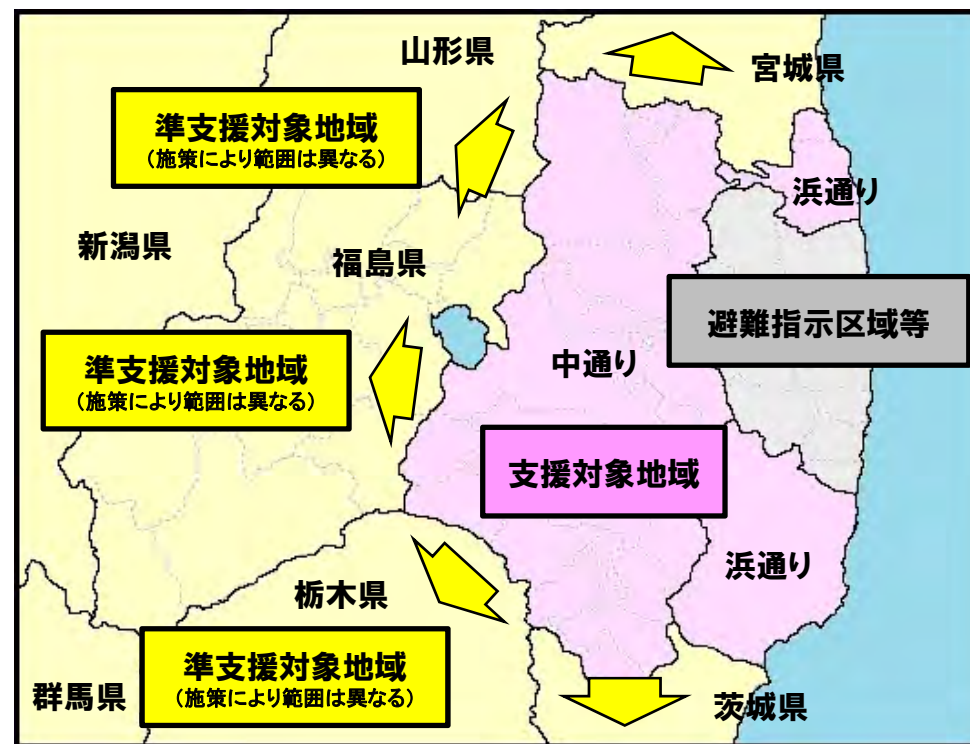 山形県
宮城県
準支援対象地域
（施策により範囲は異なる）
浜通り
新潟県
福島県
避難指示区域等
中通り
準支援対象地域
（施策により範囲は異なる）
支援対象地域
浜通り
栃木県
準支援対象地域
（施策により範囲は異なる）
群馬県
茨城県